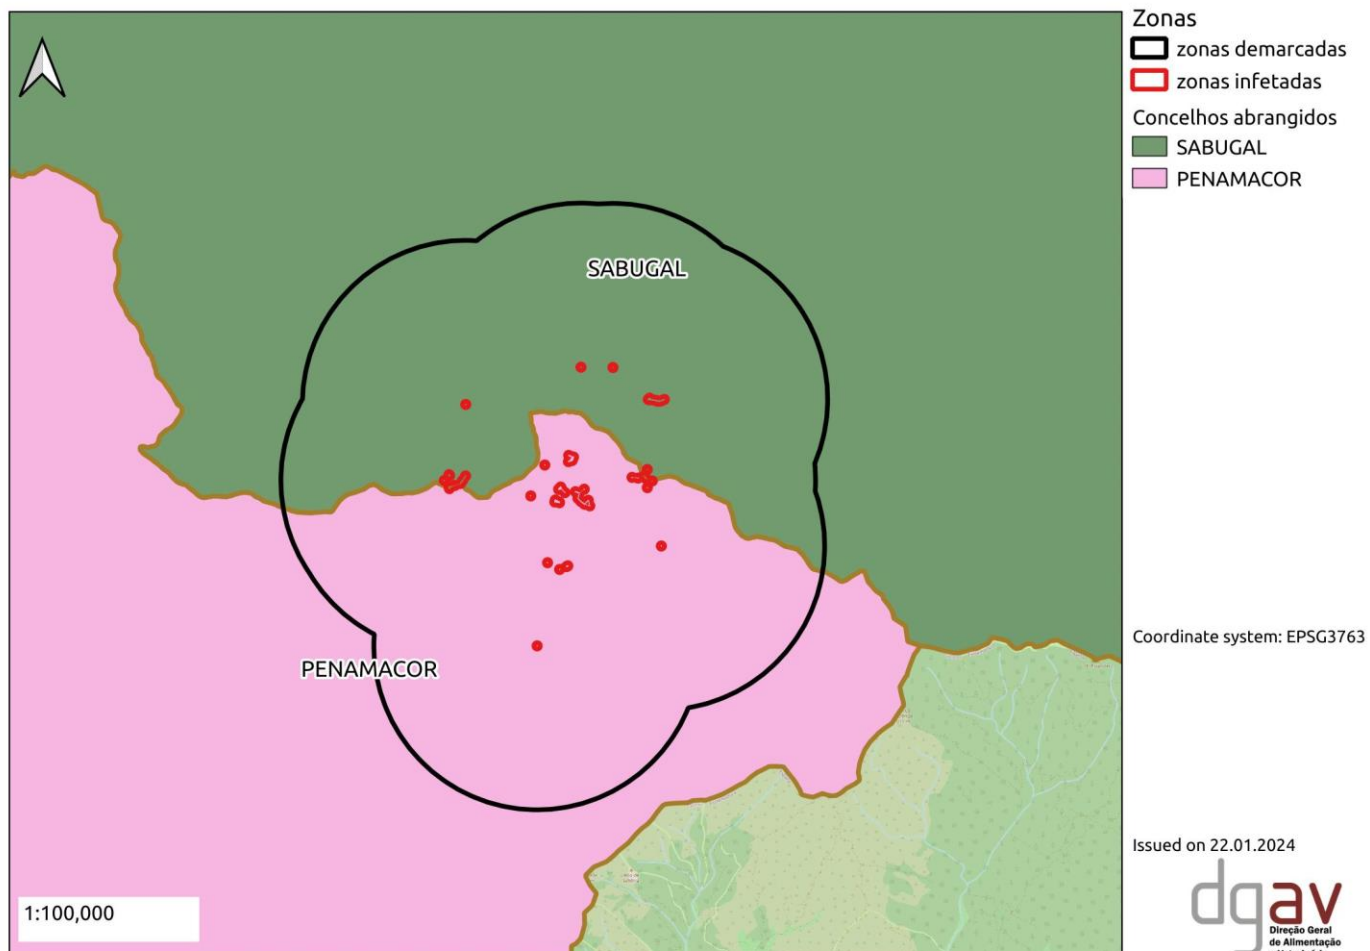 Zonas
zonas demarcadas
zonas infetadas
Concelhos abrangidos
SABUGAL
PENAMACOR
SABUGAL
PENAMACOR
Coordinate system: EPSG3763
Issued on 22.01.2024
1:100,000
dgav
Direção Geral
de Alimentação